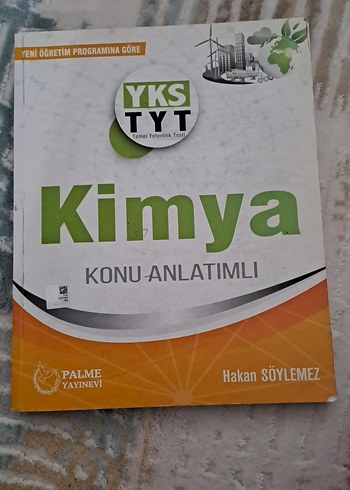 YENİ ÖĞRETİM PROGRAMINA GÖRE
YKS
TYT
Temel Yeterlilik Testi
Kimya
KONU ANLATIMLI
PALME
YAYINEVİ
Hakan SÖYLEMEZ